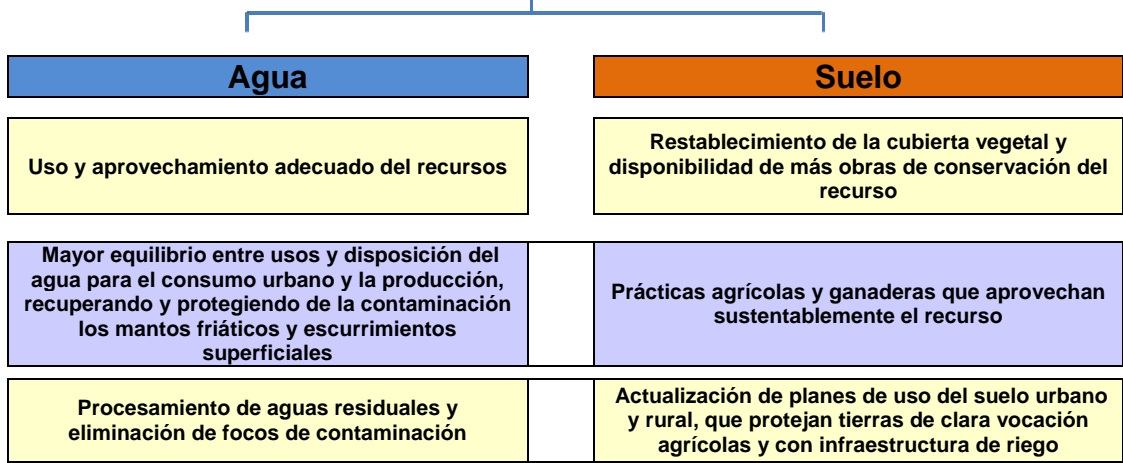 Agua
Suelo
Uso y aprovechamiento adecuado del recursos
Restablecimiento de la cubierta vegetal y
disponibilidad de más obras de conservación del
recurso
Mayor equilibrio entre usos y disposición del
agua para el consumo urbano y la producción,
recuperando y protegiendo de la contaminación
los mantos friáticos y escurrimientos
superficiales
Prácticas agrícolas y ganaderas que aprovechan
sustentablemente el recurso
Procesamiento de aguas residuales y
eliminación de focos de contaminación
Actualización de planes de uso del suelo urbano
y rural, que protejan tierras de clara vocación
agrícolas y con infraestructura de riego